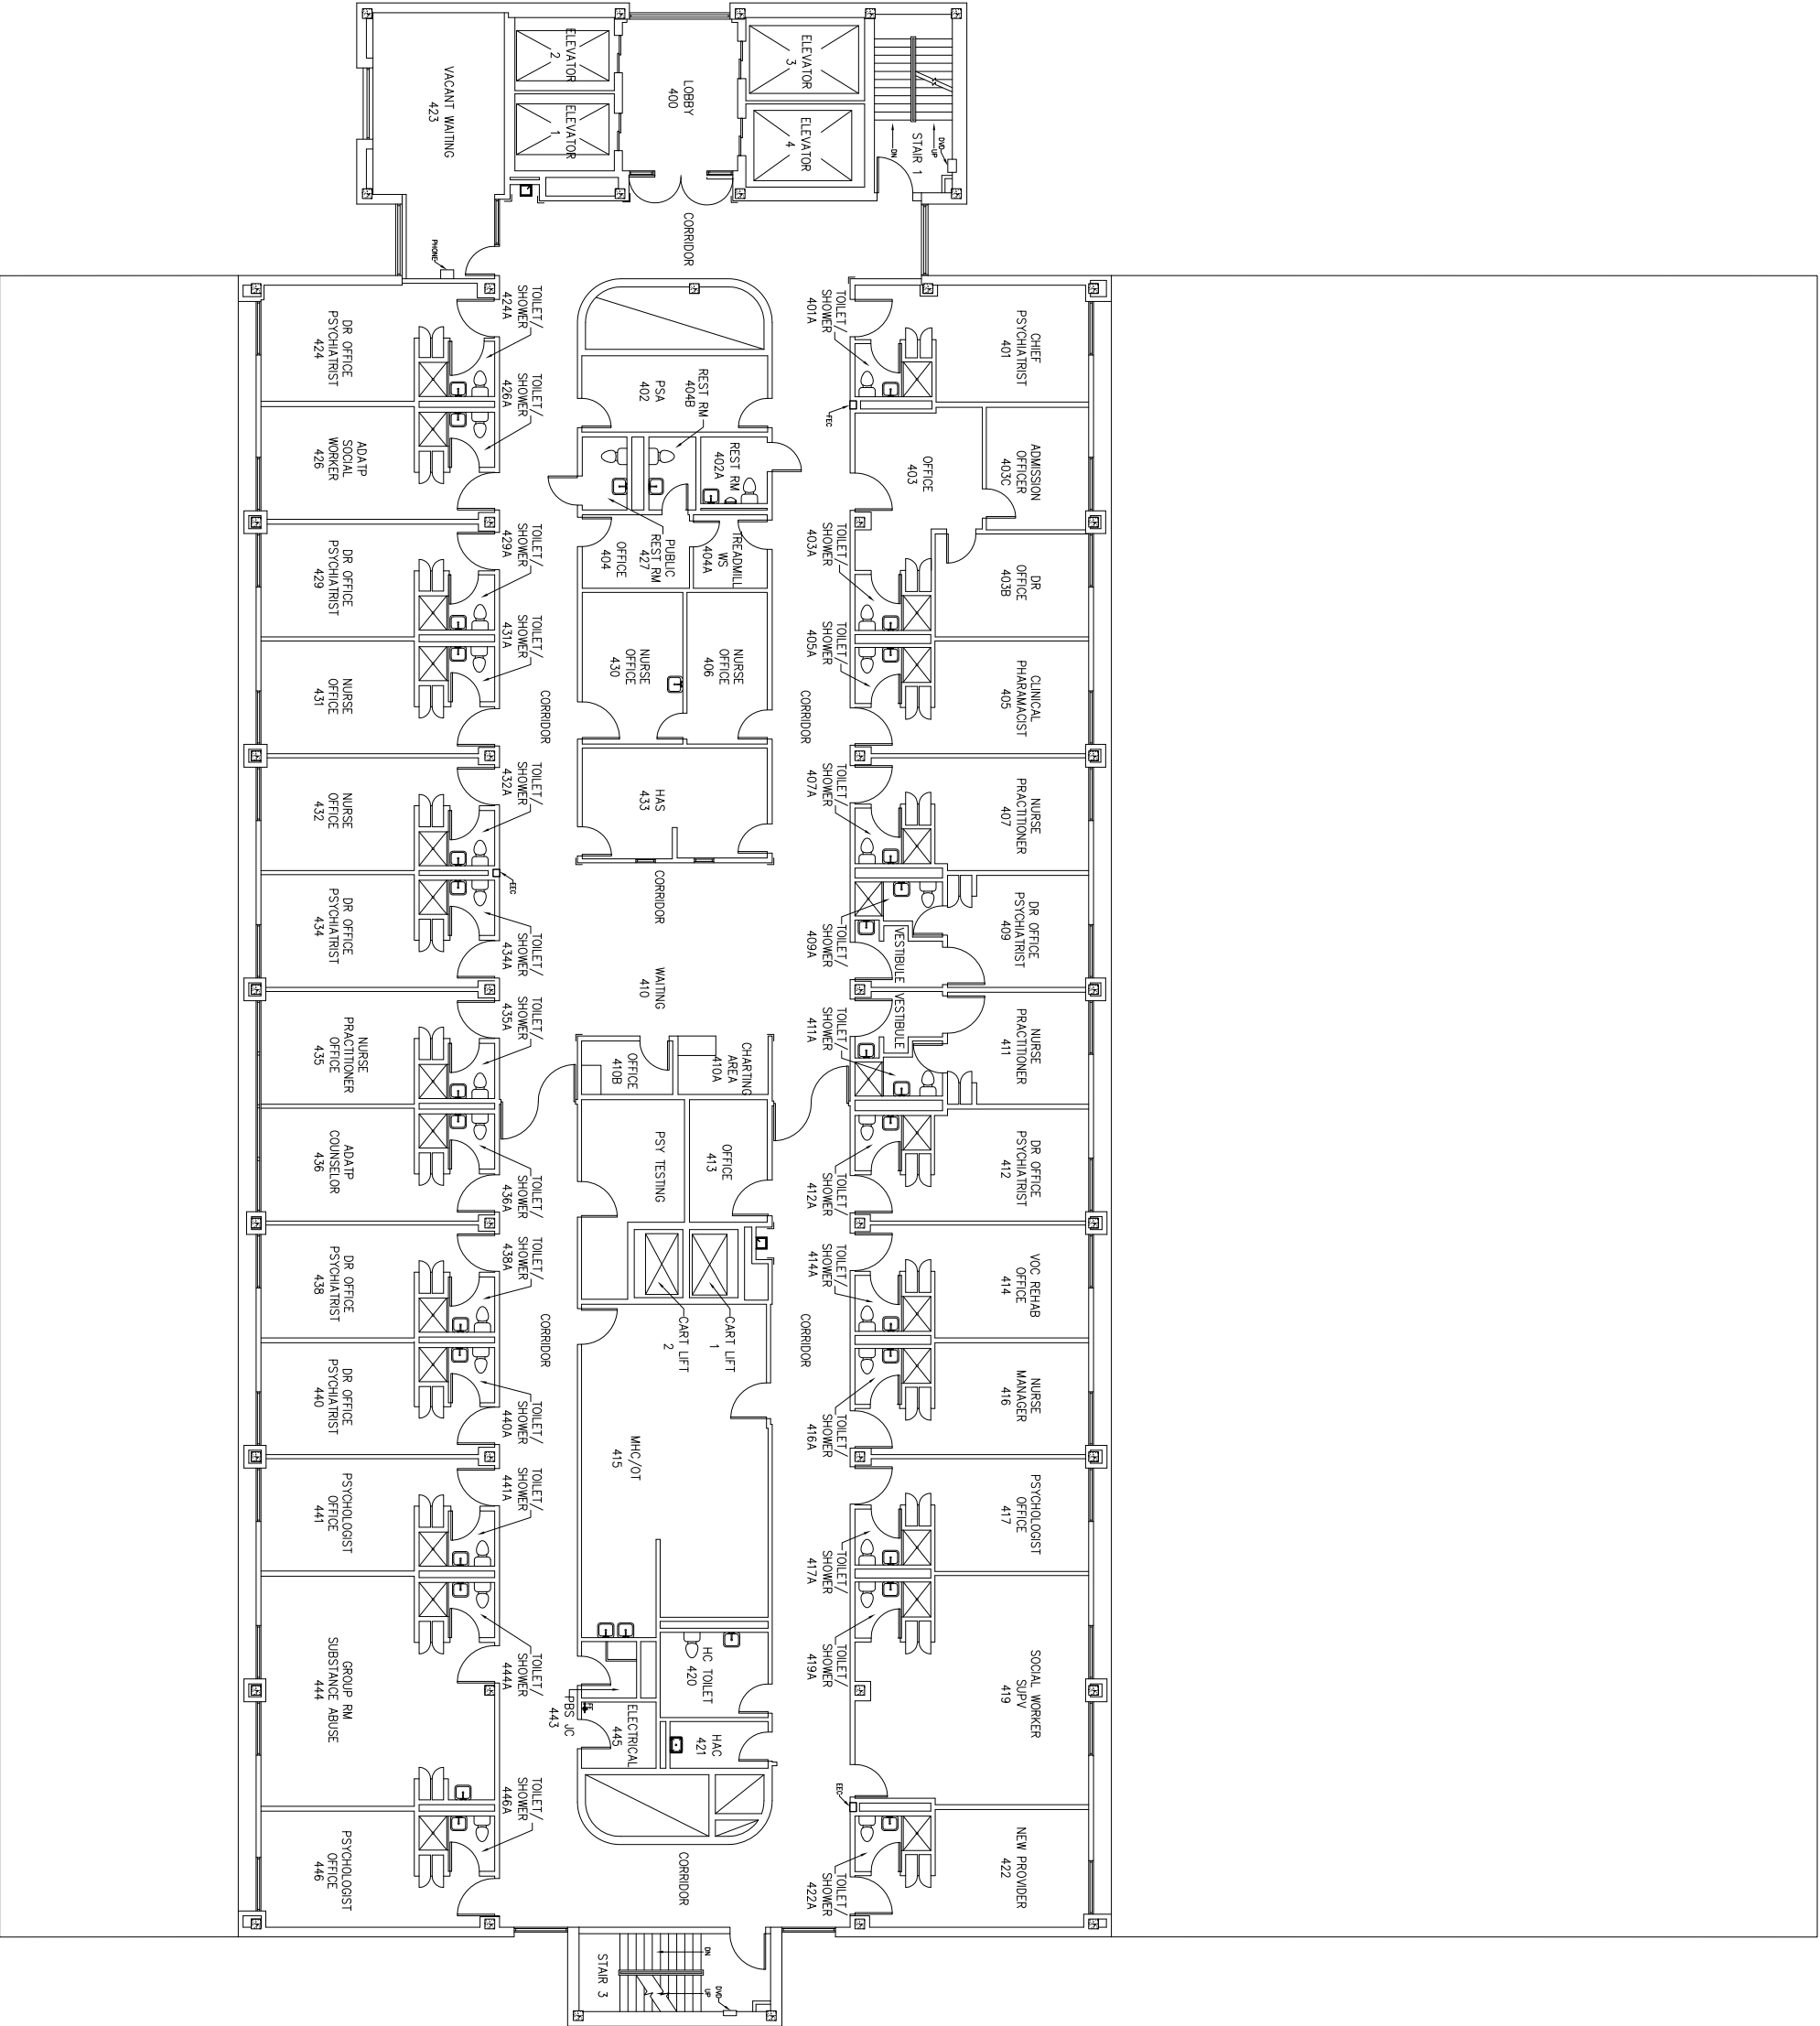 VACANT WAITING
423
ELEVATOR
2
ELEVATOR
1
LOBBY
400
ELEVATOR
3
ELEVATOR
4
STAIR 1
UP
DN
DVD
PHONE
CORRIDOR
TOILET/
SHOWER
424A
DR OFFICE
PSYCHIATRIST
424
TOILET/
SHOWER
426A
ADATP
SOCIAL
WORKER
426
TOILET/
SHOWER
429A
DR OFFICE
PSYCHIATRIST
429
TOILET/
SHOWER
431A
NURSE
OFFICE
431
TOILET/
SHOWER
432A
NURSE
OFFICE
432
TOILET/
SHOWER
434A
DR OFFICE
PSYCHIATRIST
434
TOILET/
SHOWER
435A
NURSE
PRACTITIONER
OFFICE
435
TOILET/
SHOWER
436A
ADATP
COUNSELOR
436
TOILET/
SHOWER
438A
DR OFFICE
PSYCHIATRIST
438
TOILET/
SHOWER
440A
DR OFFICE
PSYCHIATRIST
440
TOILET/
SHOWER
441A
PSYCHOLOGIST
OFFICE
441
TOILET/
SHOWER
444A
GROUP RM
SUBSTANCE ABUSE
444
TOILET/
SHOWER
446A
PSYCHOLOGIST
OFFICE
446
CORRIDOR
CORRIDOR
PSA
402
REST RM
404B
REST RM
402A
PUBLIC
REST RM
427
OFFICE
404
TREADMILL
WS
404A
NURSE
OFFICE
430
NURSE
OFFICE
406
HAS
433
CORRIDOR
WAITING
410
OFFICE
410B
CHARTING
AREA
410A
PSY TESTING
OFFICE
413
CART LIFT
1
CART LIFT
2
MHC/OT
415
HC TOILET
420
PBS JC
443
ELECTRICAL
445
HAC
421
CORRIDOR
CORRIDOR
CORRIDOR
TOILET/
SHOWER
401A
CHIEF
PSYCHIATRIST
401
FEC
OFFICE
403
ADMISSION
OFFICER
403C
TOILET/
SHOWER
403A
DR
OFFICE
403B
TOILET/
SHOWER
405A
CLINICAL
PHARAMACIST
405
TOILET/
SHOWER
407A
NURSE
PRACTITIONER
407
TOILET/
SHOWER
409A
VESTIBULE
DR OFFICE
PSYCHIATRIST
409
TOILET/
SHOWER
411A
VESTIBULE
NURSE
PRACTITIONER
411
TOILET/
SHOWER
412A
DR OFFICE
PSYCHIATRIST
412
TOILET/
SHOWER
414A
VOC REHAB
OFFICE
414
TOILET/
SHOWER
416A
NURSE
MANAGER
416
TOILET/
SHOWER
417A
PSYCHOLOGIST
OFFICE
417
TOILET/
SHOWER
419A
SOCIAL WORKER
SUPV
419
TOILET/
SHOWER
422A
NEW PROVIDER
422
STAIR 3
DN
UP
DVD